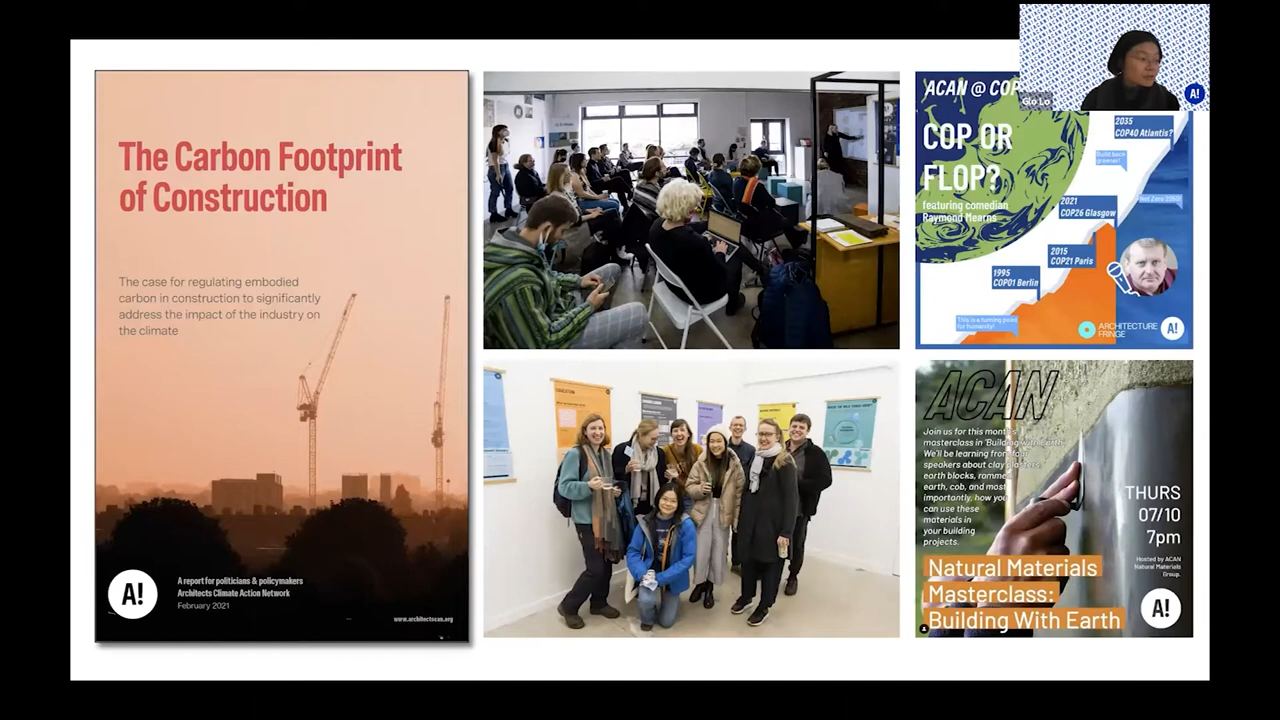 The Carbon Footprint
of Construction
The case for regulating embodied
carbon in construction to significantly
address the impact of the industry on
the climate
A!
A report for politicians & policymakers
Architects Climate Action Network
February 2021
www.architectscan.org
ACAN @ COP
COP OR
FLOP?
featuring comedian
Raymond Mearns
2035
COP40 Atlantis?
Build back
greener!
Net Zero 2050!
2021
COP26 Glasgow
2015
COP21 Paris
1995
COP01 Berlin
This is a turning point
for humanity!
ARCHITECTURE
FRINGE
A!
Glo Lo
A!
EDUCATION
ACAN
Join us for this month's
masterclass in 'Building with Earth'.
We'll be learning from four
speakers about clay plasters,
earth blocks, rammed
earth, cob, and most
importantly, how you
can use these
materials in
your building
projects.
THURS
07/10
7pm
Hosted by ACAN
Natural Materials
Group.
Natural Materials
Masterclass:
Building With Earth
A!